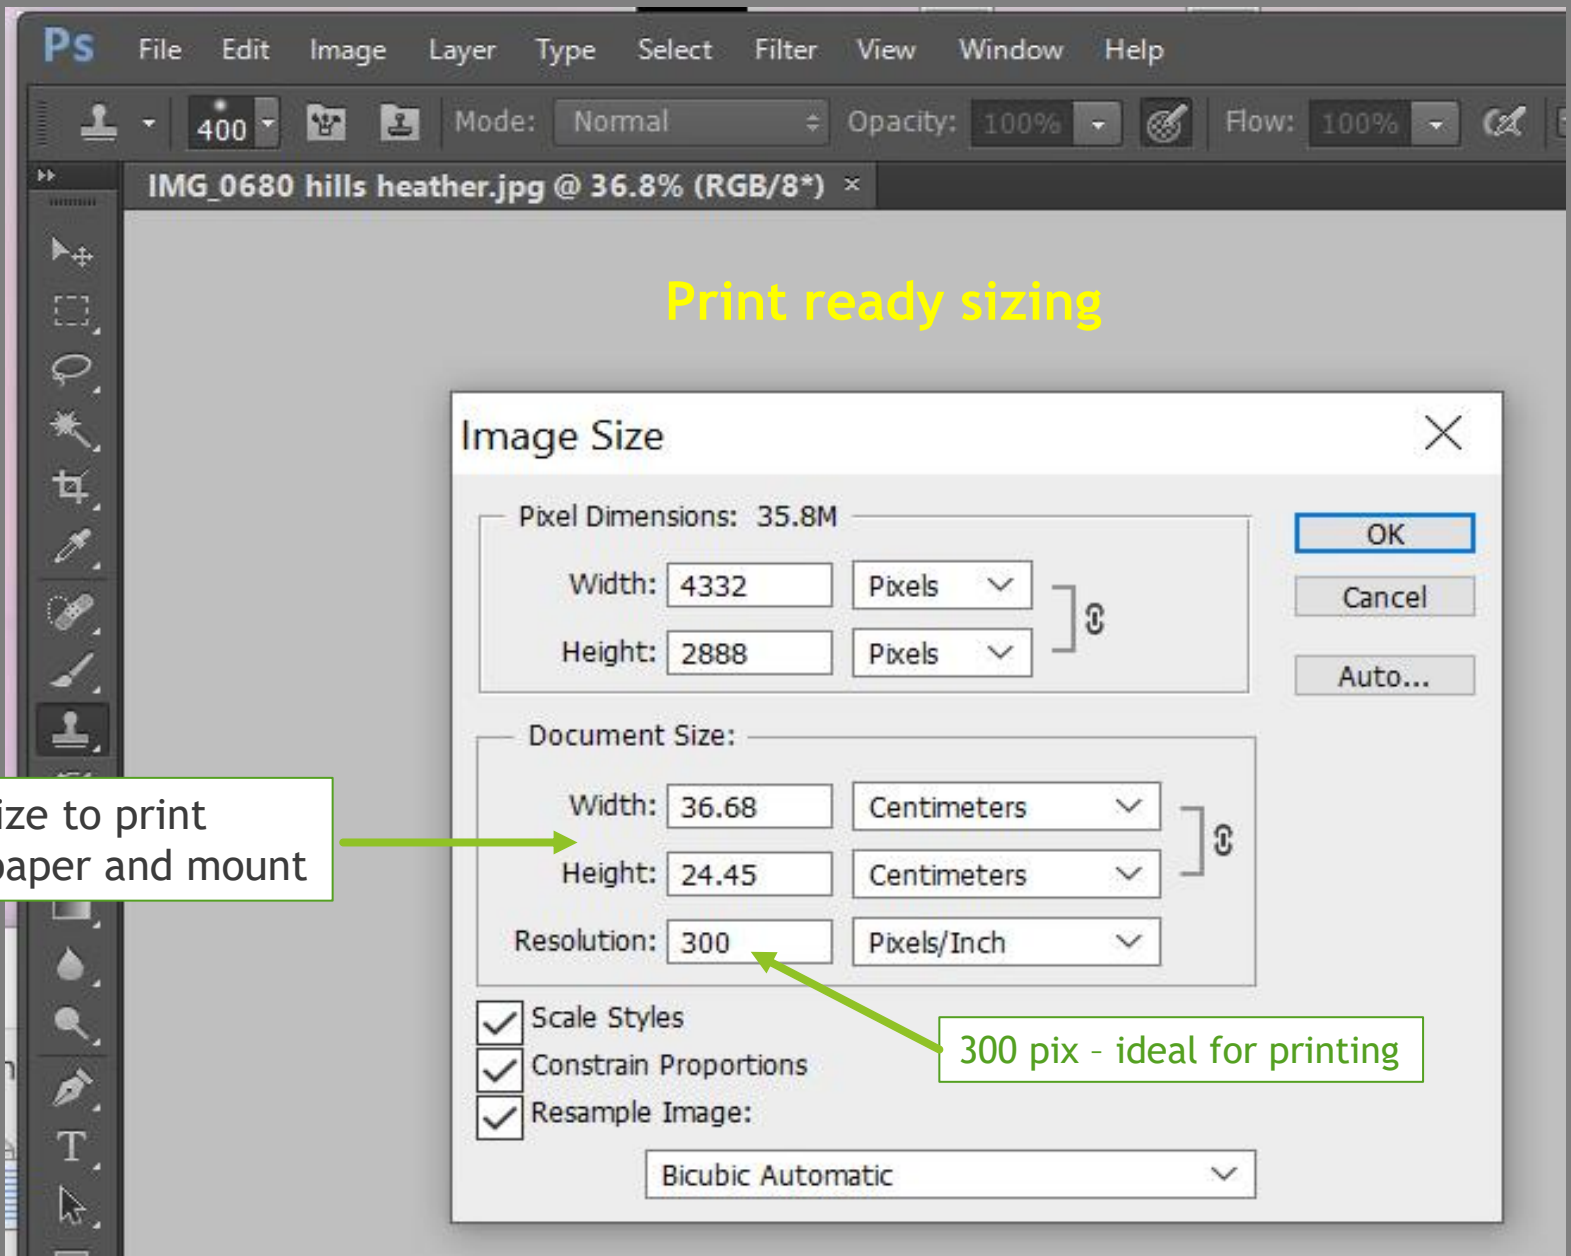 Ps File Edit Image Layer Type Select Filter View Window Help
400 Mode: Normal Opacity: 100% Flow: 100%
IMG_0680 hills heather.jpg @ 36.8% (RGB/8*) ×
Print ready sizing
Image Size
Pixel Dimensions: 35.8M
OK
Width: 4332 Pixels
Cancel
Height: 2888 Pixels
Auto...
Document Size:
Width: 36.68 Centimeters
ize to print
paper and mount
Height: 24.45 Centimeters
Resolution: 300 Pixels/Inch
Scale Styles
300 pix – ideal for printing
Constrain Proportions
Resample Image:
Bicubic Automatic
T